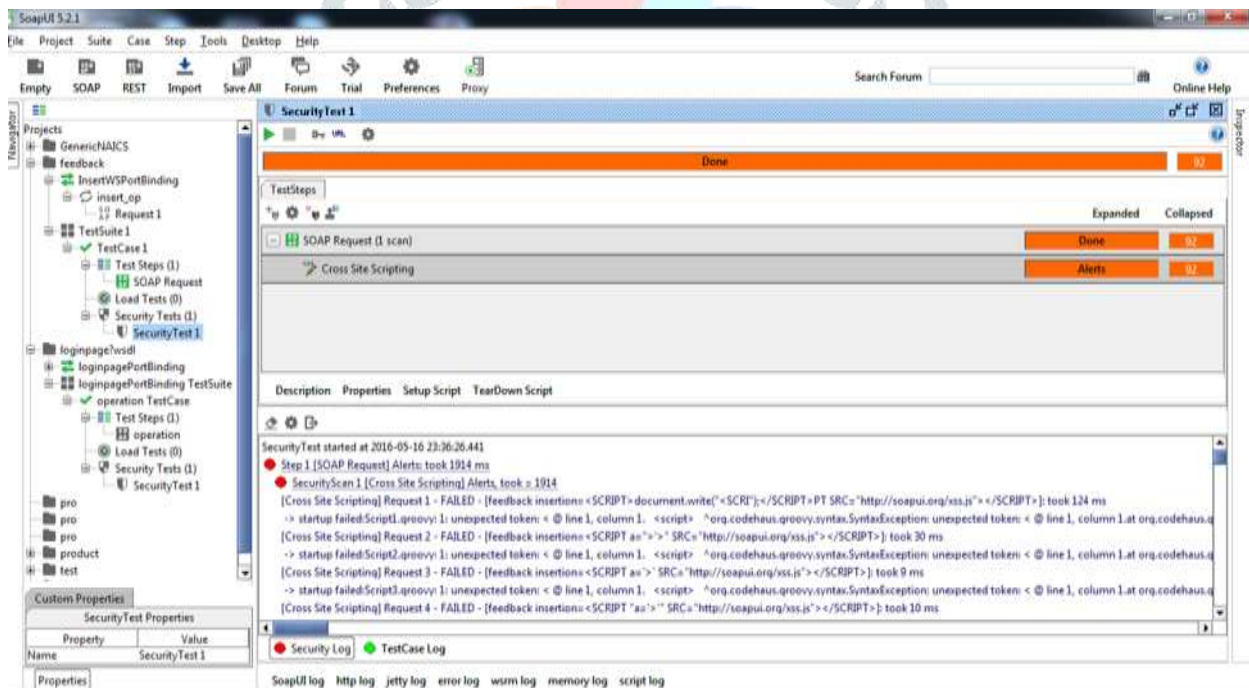 SoapUI 5.2.1
File Project Suite Case Step Tools Desktop Help
Empty SOAP REST Import Save All Forum Trial Preferences Proxy
Search Forum
Online Help
Navigator
Projects
GenericNAICS
feedback
InsertWSPortBinding
insert_op
Request 1
TestSuite 1
TestCase 1
Test Steps (1)
SOAP Request
Load Tests (0)
Security Tests (1)
SecurityTest 1
loginpage?wsdl
loginpagePortBinding
loginpagePortBinding TestSuite
operation TestCase
Test Steps (1)
operation
Load Tests (0)
Security Tests (1)
SecurityTest 1
pro
pro
pro
product
test
Custom Properties
SecurityTest Properties
Property Value
Name SecurityTest 1
Properties
SecurityTest 1
URL
Done 92
TestSteps
Expanded Collapsed
SOAP Request (1 scan) Done 92
Cross Site Scripting Alerts 92
Description Properties Setup Script TearDown Script
SecurityTest started at 2016-05-16 23:36:26.441
Step 1 [SOAP Request] Alerts: took 1914 ms
SecurityScan 1 [Cross Site Scripting] Alerts, took = 1914
[Cross Site Scripting] Request 1 - FAILED - [feedback insertion=<SCRIPT>document.write("<SCRI");</SCRIPT>PT SRC="http://soapui.org/xss.js"></SCRIPT>]: took 124 ms
-> startup failed:Script1.groovy: 1: unexpected token: < @ line 1, column 1. <script> ^org.codehaus.groovy.syntax.SyntaxException: unexpected token: < @ line 1, column 1.at org.codehaus.g
[Cross Site Scripting] Request 2 - FAILED - [feedback insertion=<SCRIPT a=">'>" SRC="http://soapui.org/xss.js"></SCRIPT>]: took 30 ms
-> startup failed:Script2.groovy: 1: unexpected token: < @ line 1, column 1. <script> ^org.codehaus.groovy.syntax.SyntaxException: unexpected token: < @ line 1, column 1.at org.codehaus.g
[Cross Site Scripting] Request 3 - FAILED - [feedback insertion=<SCRIPT a=`>` SRC="http://soapui.org/xss.js"></SCRIPT>]: took 9 ms
-> startup failed:Script3.groovy: 1: unexpected token: < @ line 1, column 1. <script> ^org.codehaus.groovy.syntax.SyntaxException: unexpected token: < @ line 1, column 1.at org.codehaus.g
[Cross Site Scripting] Request 4 - FAILED - [feedback insertion=<SCRIPT "a='>'" SRC="http://soapui.org/xss.js"></SCRIPT>]: took 10 ms
Security Log TestCase Log
SoapUI log http log jetty log error log wsrm log memory log script log
Inspector